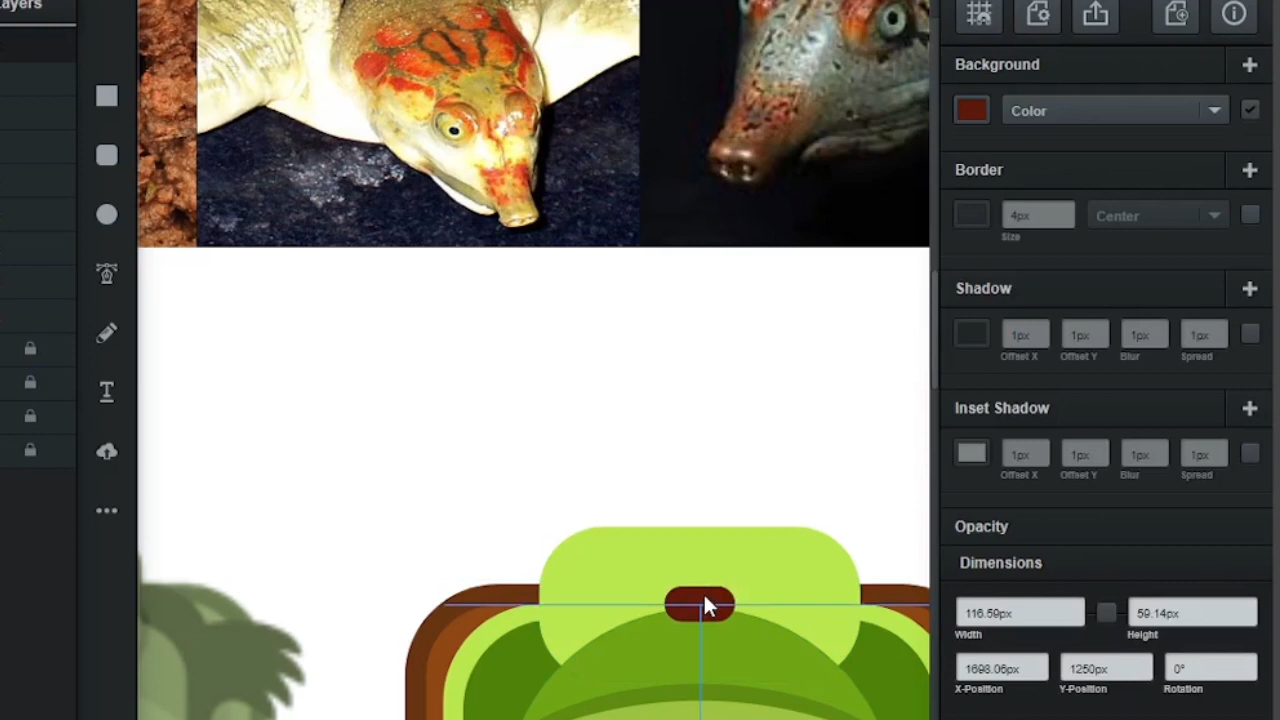 ayers
Background
Color
Border
4px
Center
Size
Shadow
1px 1px 1px 1px
Offset X Offset Y Blur Spread
Inset Shadow
1px 1px 1px 1px
Offset X Offset Y Blur Spread
Opacity
Dimensions
116.59px 59.14px
Width Height
1698.06px 1250px 0°
X-Position Y-Position Rotation